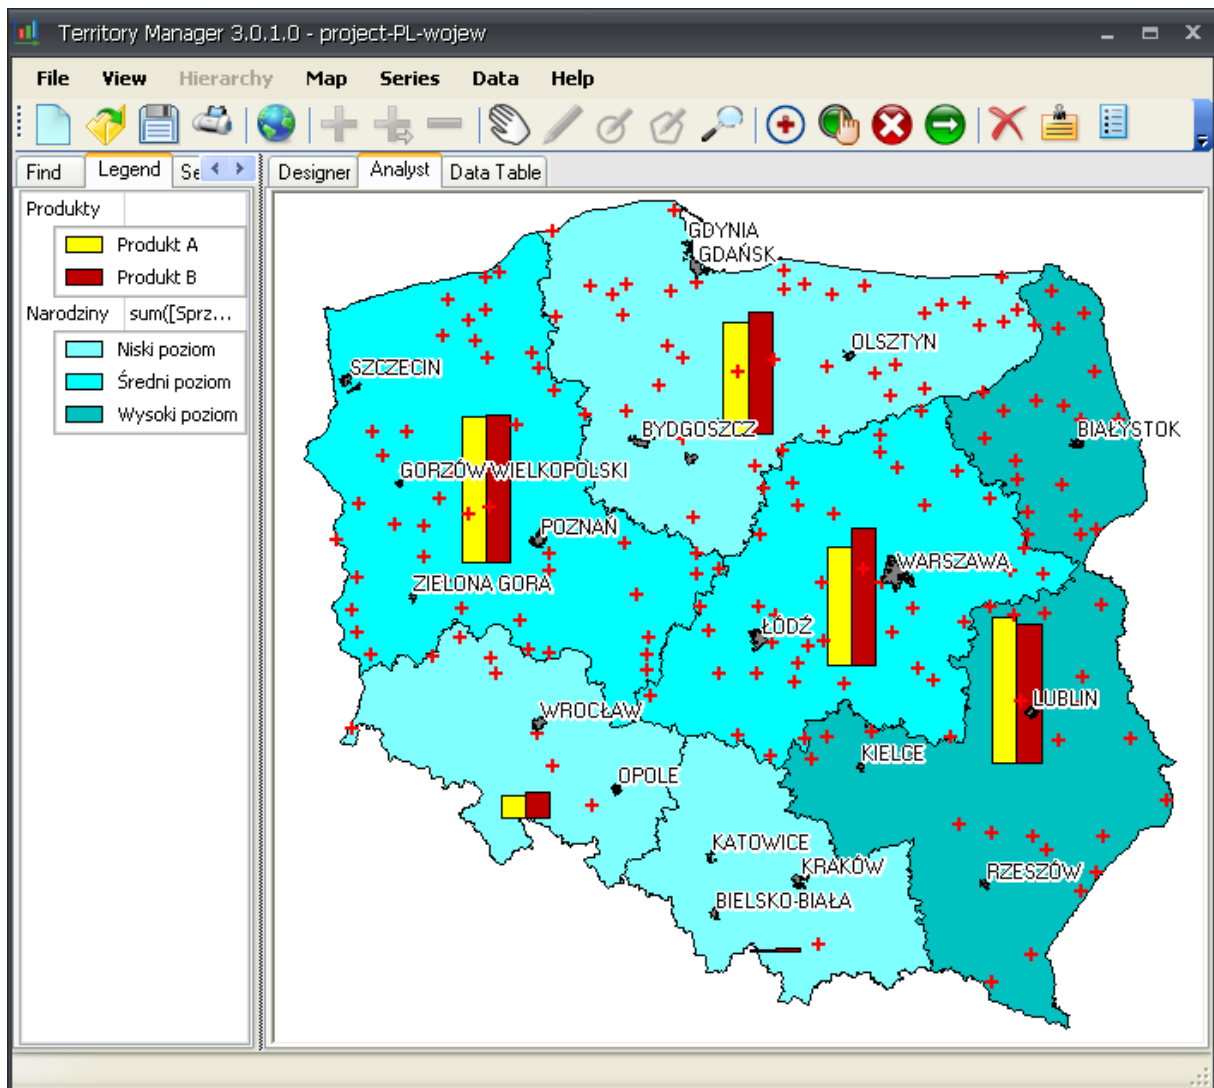 Territory Manager 3.0.1.0 - project-PL-wojew
File View Hierarchy Map Series Data Help
Find Legend Se
Designer Analyst Data Table
Produkty
Produkt A
Produkt B
Narodziny sum([Sprz...
Niski poziom
Średni poziom
Wysoki poziom
GDYNIA
GDAŃSK
OLSZTYN
SZCZECIN
BYDGOSZCZ
BIAŁYSTOK
GORZÓW WIELKOPOLSKI
POZNAŃ
WARSZAWA
ZIELONA GORA
ŁÓDŹ
LUBLIN
WROCŁAW
KIELCE
OPOLE
KATOWICE
KRAKÓW
RZESZÓW
BIELSKO-BIAŁA